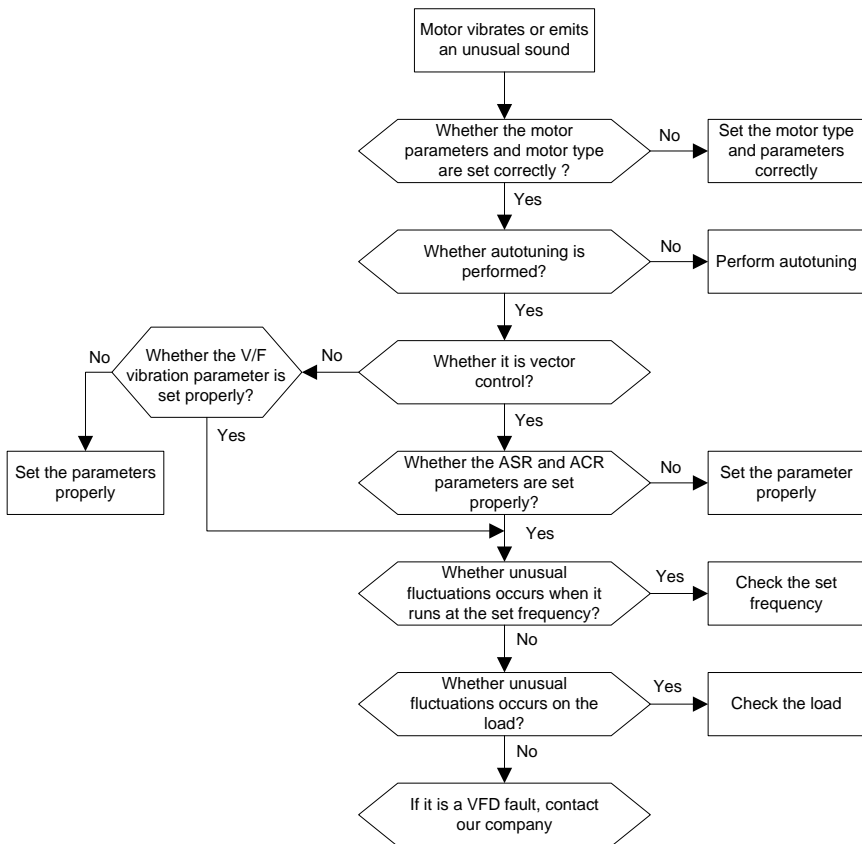 Motor vibrates or emits
an unusual sound
Whether the motor
parameters and motor type
are set correctly ?
No
Set the motor type
and parameters
correctly
Yes
Whether autotuning is
performed?
No
Perform autotuning
Yes
Whether it is vector
control?
No
Whether the V/F
vibration parameter is
set properly?
No
Set the parameters
properly
Yes
Yes
Whether the ASR and ACR
parameters are set
properly?
No
Set the parameter
properly
Yes
Whether unusual
fluctuations occurs when it
runs at the set frequency?
Yes
Check the set
frequency
No
Whether unusual
fluctuations occurs on the
load?
Yes
Check the load
No
If it is a VFD fault, contact
our company